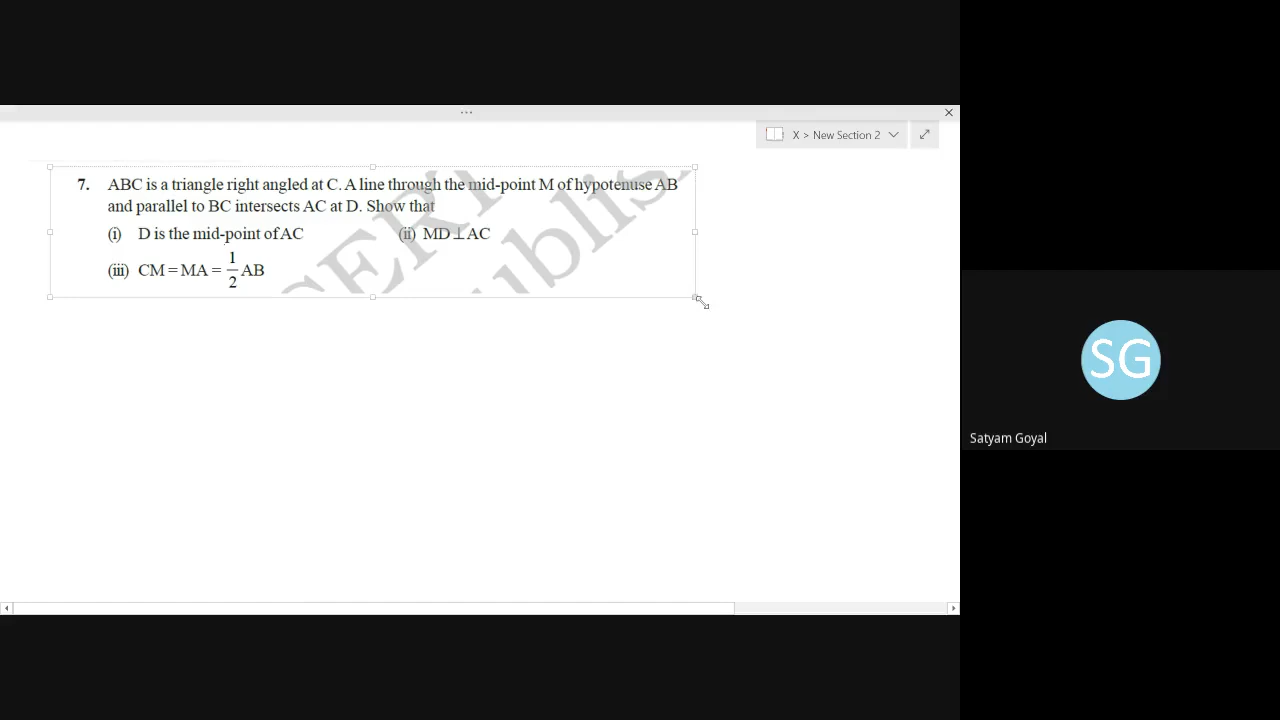 ...
X > New Section 2
7. ABC is a triangle right angled at C. A line through the mid-point M of hypotenuse AB
and parallel to BC intersects AC at D. Show that
(i) D is the mid-point of AC (ii) MD ⊥ AC
(iii) CM = MA = 1/2 AB
SG
Satyam Goyal